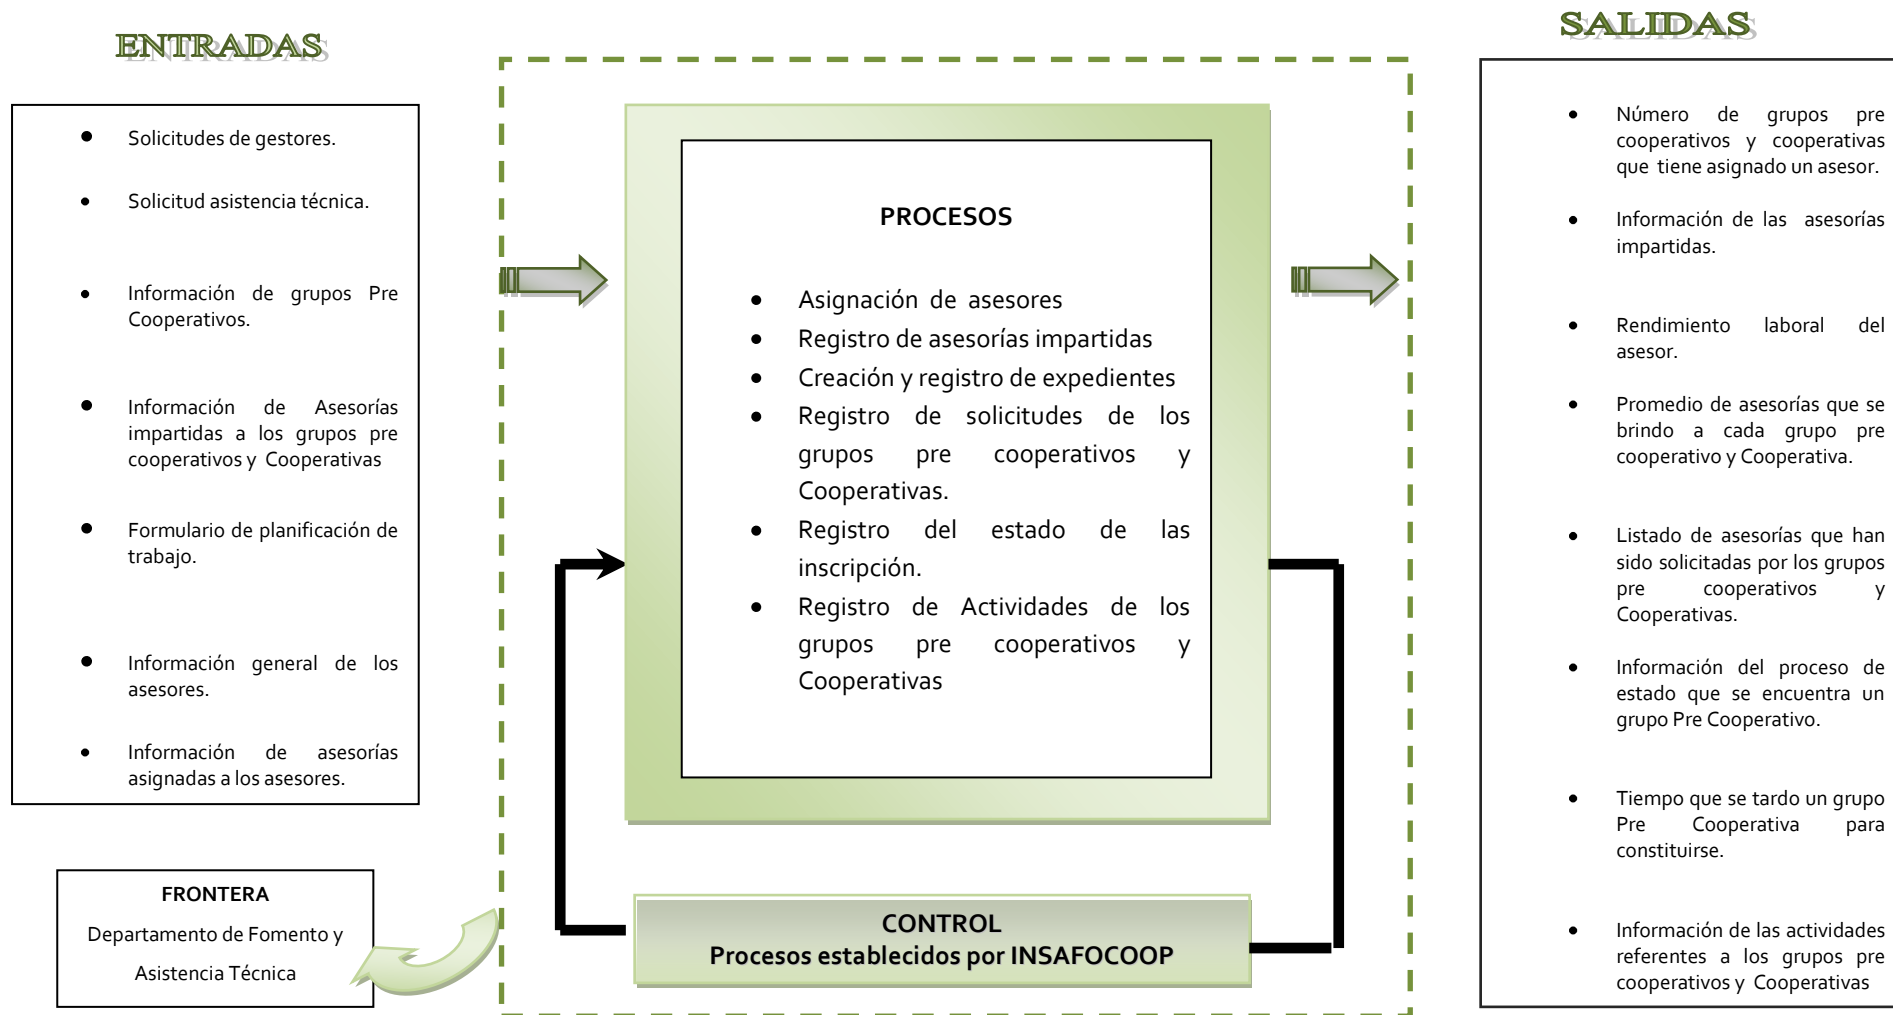 ENTRADAS
Solicitudes de gestores.
Solicitud asistencia técnica.
Información de grupos Pre
Cooperativos.
Información de Asesorías
impartidas a los grupos pre
cooperativos y Cooperativas
Formulario de planificación de
trabajo.
Información general de los
asesores.
Información de asesorías
asignadas a los asesores.
FRONTERA
Departamento de Fomento y
Asistencia Técnica
PROCESOS
Asignación de asesores
Registro de asesorías impartidas
Creación y registro de expedientes
Registro de solicitudes de los
grupos pre cooperativos y
Cooperativas.
Registro del estado de las
inscripción.
Registro de Actividades de los
grupos pre cooperativos y
Cooperativas
CONTROL
Procesos establecidos por INSAFOCOOP
SALIDAS
Número de grupos pre
cooperativos y cooperativas
que tiene asignado un asesor.
Información de las asesorías
impartidas.
Rendimiento laboral del
asesor.
Promedio de asesorías que se
brindo a cada grupo pre
cooperativo y Cooperativa.
Listado de asesorías que han
sido solicitadas por los grupos
pre cooperativos y
Cooperativas.
Información del proceso de
estado que se encuentra un
grupo Pre Cooperativo.
Tiempo que se tardo un grupo
Pre Cooperativa para
constituirse.
Información de las actividades
referentes a los grupos pre
cooperativos y Cooperativas